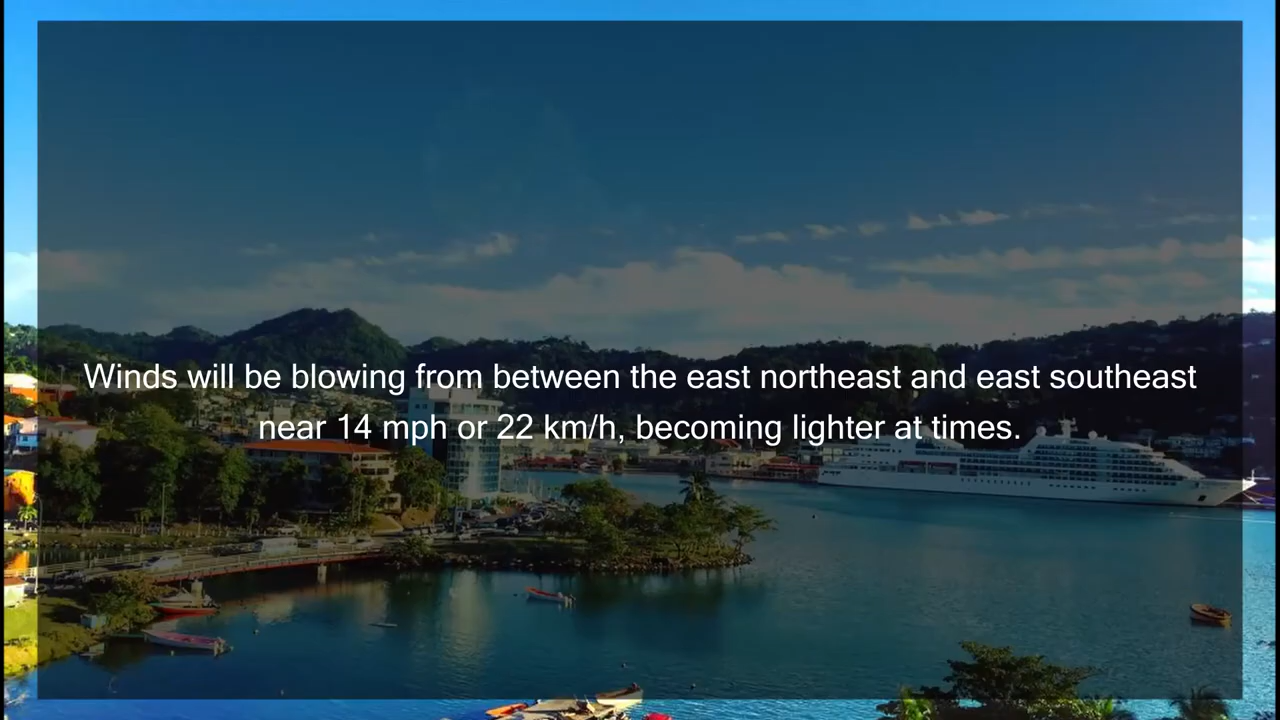 Winds will be blowing from between the east northeast and east southeast
near 14 mph or 22 km/h, becoming lighter at times.